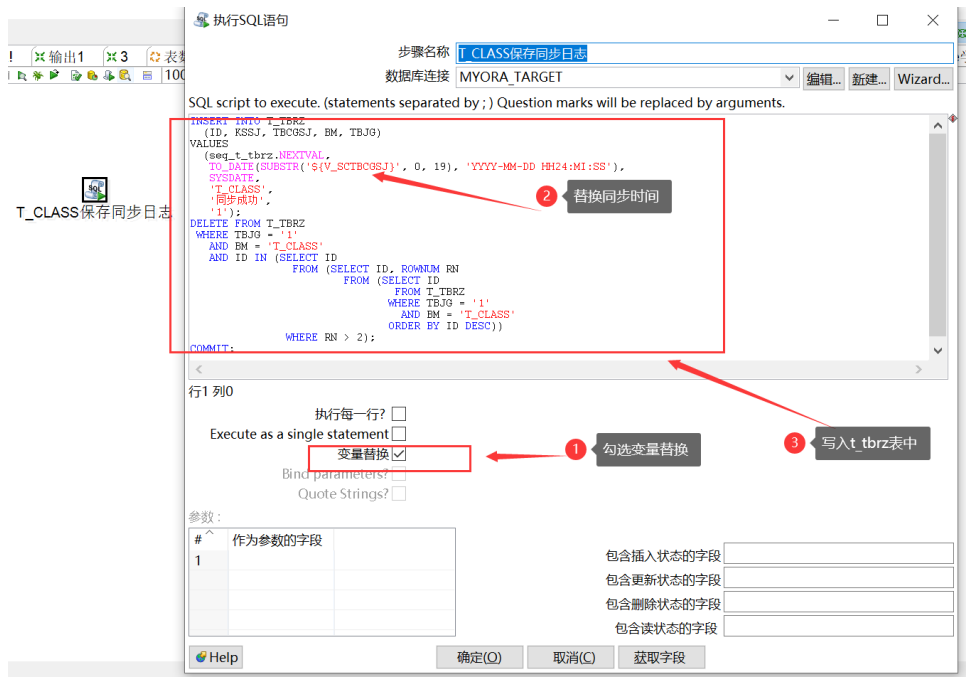 执行SQL语句
!
输出1
3
表数
100
步骤名称
T_CLASS保存同步日志
数据库连接
MYORA_TARGET
编辑...
新建...
Wizard...
SQL script to execute. (statements separated by ; ) Question marks will be replaced by arguments.
INSERT INTO T_TBRZ
(ID, KSSJ, TBCGSJ, BM, TBJG)
VALUES
(seq_t_tbrz.NEXTVAL,
TO_DATE(SUBSTR('${V_SCTBCGSJ}', 0, 19), 'YYYY-MM-DD HH24:MI:SS'),
SYSDATE,
'T_CLASS',
'同步成功',
'1');
DELETE FROM T_TBRZ
WHERE TBJG = '1'
AND BM = 'T_CLASS'
AND ID IN (SELECT ID
FROM (SELECT ID, ROWNUM RN
FROM (SELECT ID
FROM T_TBRZ
WHERE TBJG = '1'
AND BM = 'T_CLASS'
ORDER BY ID DESC))
WHERE RN > 2);
COMMIT;
2 替换同步时间
SQL
T_CLASS保存同步日志
行1 列0
执行每一行?
Execute as a single statement
变量替换
Bind parameters?
Quote Strings?
1 勾选变量替换
3 写入t_tbrz表中
参数 :
# 作为参数的字段
1
包含插入状态的字段
包含更新状态的字段
包含删除状态的字段
包含读状态的字段
Help
确定(O)
取消(C)
获取字段